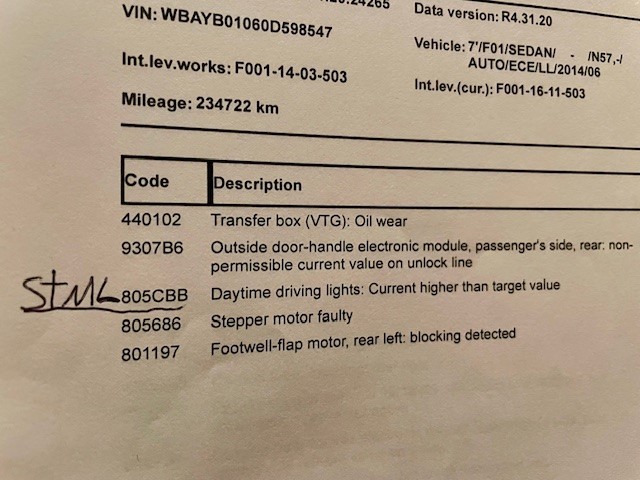 Data version: R4.31.20
VIN: WBAYB01060D598547
Vehicle: 7'/F01/SEDAN/ - /N57,-/
AUTO/ECE/LL/2014/06
Int.lev.works: F001-14-03-503
Int.lev.(cur.): F001-16-11-503
Mileage: 234722 km
Code Description
440102 Transfer box (VTG): Oil wear
9307B6 Outside door-handle electronic module, passenger's side, rear: non-
permissible current value on unlock line
StML 805CBB Daytime driving lights: Current higher than target value
805686 Stepper motor faulty
801197 Footwell-flap motor, rear left: blocking detected